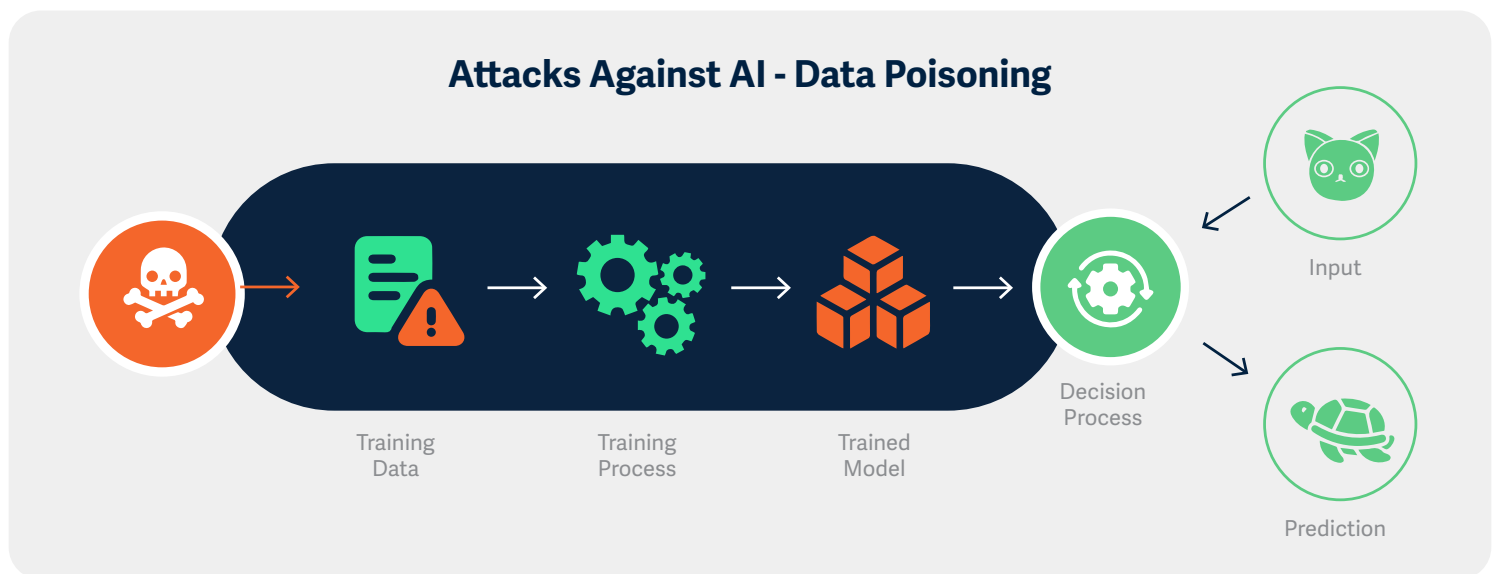 Attacks Against AI - Data Poisoning
Input
Decision
Process
Training
Data
Training
Process
Trained
Model
Prediction